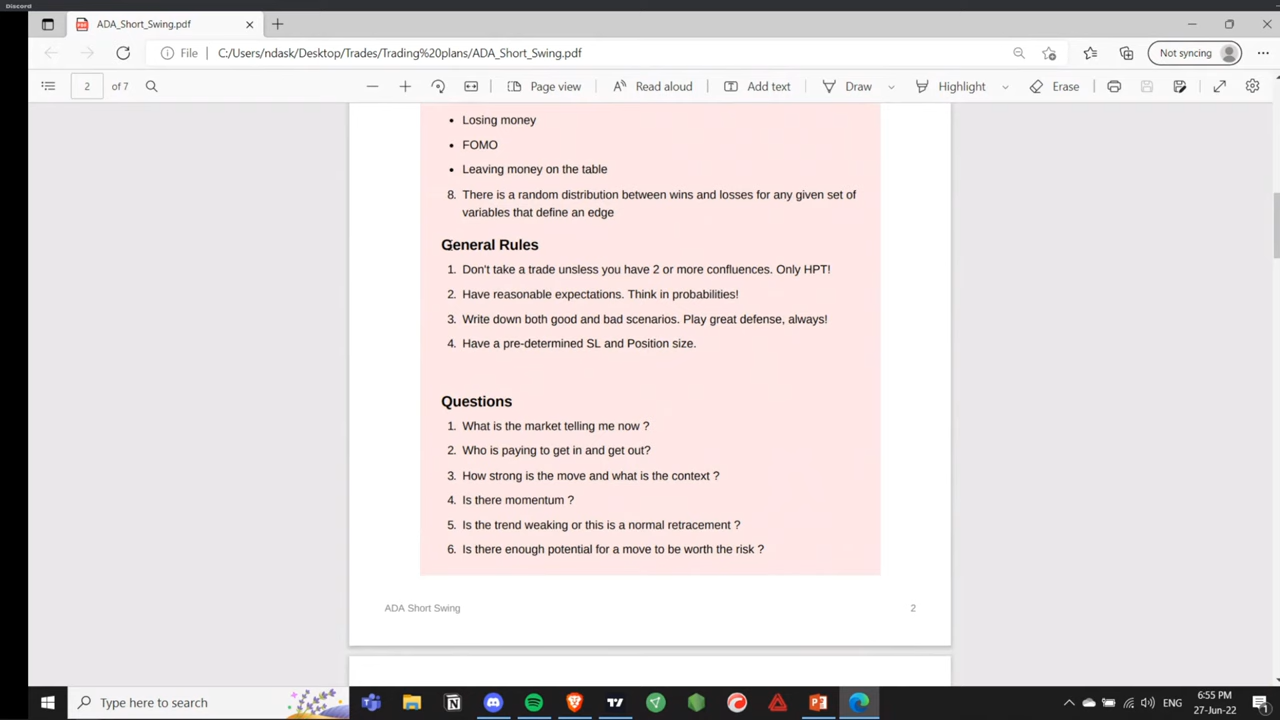 Discord
ADA_Short_Swing.pdf
File
C:/Users/ndask/Desktop/Trades/Trading%20plans/ADA_Short_Swing.pdf
Not syncing
2 of 7
Page view
Read aloud
Add text
Draw
Highlight
Erase
• Losing money
• FOMO
• Leaving money on the table
8. There is a random distribution between wins and losses for any given set of
variables that define an edge
General Rules
1. Don't take a trade unsless you have 2 or more confluences. Only HPT!
2. Have reasonable expectations. Think in probabilities!
3. Write down both good and bad scenarios. Play great defense, always!
4. Have a pre-determined SL and Position size.
Questions
1. What is the market telling me now ?
2. Who is paying to get in and get out?
3. How strong is the move and what is the context ?
4. Is there momentum ?
5. Is the trend weaking or this is a normal retracement ?
6. Is there enough potential for a move to be worth the risk ?
ADA Short Swing
2
Type here to search
ENG
6:55 PM
27-Jun-22